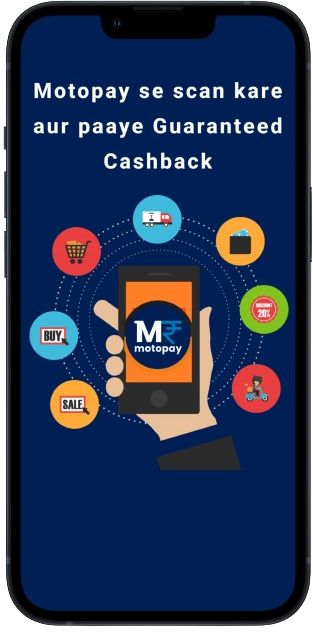 Motopay se scan kare
aur paaye Guaranteed
Cashback
DISCOUNT
20%
M₹
motopay
BUY
SALE